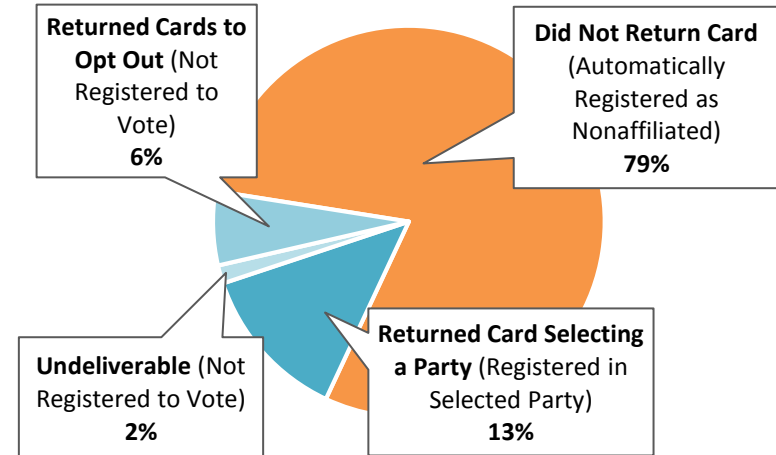 Returned Cards to
Opt Out (Not
Registered to
Vote)
6%
Did Not Return Card
(Automatically
Registered as
Nonaffiliated)
79%
Undeliverable (Not
Registered to Vote)
2%
Returned Card Selecting
a Party (Registered in
Selected Party)
13%